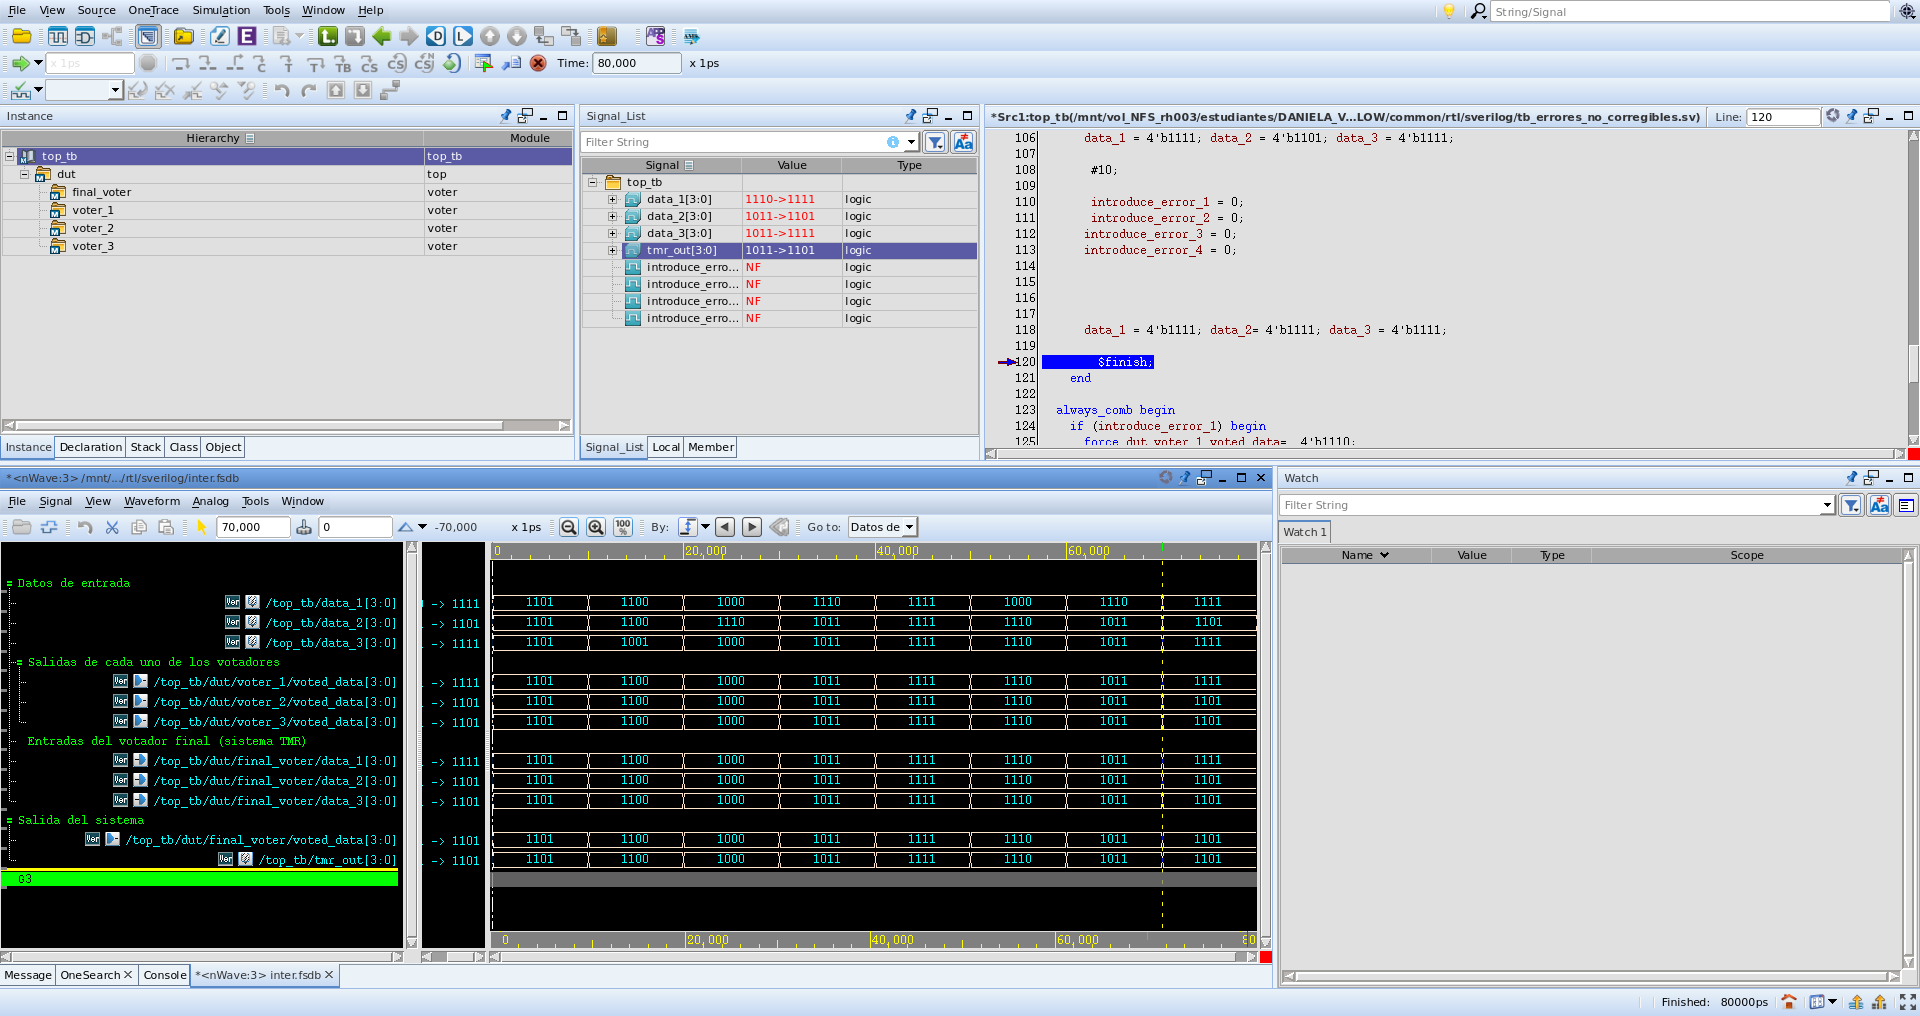 File View Source OneTrace Simulation Tools Window Help
String/Signal
x 1ps
Time: 80,000 x 1ps
Instance
Hierarchy Module
top_tb top_tb
dut top
final_voter voter
voter_1 voter
voter_2 voter
voter_3 voter
Instance Declaration Stack Class Object
Signal_List
Filter String
Signal Value Type
top_tb
data_1[3:0] 1110->1111 logic
data_2[3:0] 1011->1101 logic
data_3[3:0] 1011->1111 logic
tmr_out[3:0] 1011->1101 logic
introduce_erro... NF logic
introduce_erro... NF logic
introduce_erro... NF logic
introduce_erro... NF logic
Signal_List Local Member
*Src1:top_tb(/mnt/vol_NFS_rh003/estudiantes/DANIELA_V...LOW/common/rtl/sverilog/tb_errores_no_corregibles.sv) Line: 120
106 data_1 = 4'b1111; data_2 = 4'b1101; data_3 = 4'b1111;
107
108 #10;
109
110 introduce_error_1 = 0;
111 introduce_error_2 = 0;
112 introduce_error_3 = 0;
113 introduce_error_4 = 0;
114
115
116
117
118 data_1 = 4'b1111; data_2= 4'b1111; data_3 = 4'b1111;
119
120 $finish;
121 end
122
123 always_comb begin
124 if (introduce_error_1) begin
125 force dut.voter_1.voted_data= 4'b1110;
*<nWave:3> /mnt/.../rtl/sverilog/inter.fsdb
File Signal View Waveform Analog Tools Window
70,000 0 -70,000 x 1ps 100% By: Go to: Datos de
0 20,000 40,000 60,000
Datos de entrada
/top_tb/data_1[3:0] -> 1111 1101 1100 1000 1110 1111 1000 1110 1111
/top_tb/data_2[3:0] -> 1101 1101 1100 1110 1011 1111 1110 1011 1101
/top_tb/data_3[3:0] -> 1111 1101 1001 1000 1011 1111 1110 1011 1111
Salidas de cada uno de los votadores
/top_tb/dut/voter_1/voted_data[3:0] -> 1111 1101 1100 1000 1011 1111 1110 1011 1111
/top_tb/dut/voter_2/voted_data[3:0] -> 1101 1101 1100 1000 1011 1111 1110 1011 1101
/top_tb/dut/voter_3/voted_data[3:0] -> 1101 1101 1100 1000 1011 1111 1110 1011 1101
Entradas del votador final (sistema TMR)
/top_tb/dut/final_voter/data_1[3:0] -> 1111 1101 1100 1000 1011 1111 1110 1011 1111
/top_tb/dut/final_voter/data_2[3:0] -> 1101 1101 1100 1000 1011 1111 1110 1011 1101
/top_tb/dut/final_voter/data_3[3:0] -> 1101 1101 1100 1000 1011 1111 1110 1011 1101
Salida del sistema
/top_tb/dut/final_voter/voted_data[3:0] -> 1101 1101 1100 1000 1011 1111 1110 1011 1101
/top_tb/tmr_out[3:0] -> 1101 1101 1100 1000 1011 1111 1110 1011 1101
G3
0 20,000 40,000 60,000
Message OneSearch Console *<nWave:3> inter.fsdb
Watch
Filter String
Watch 1
Name Value Type Scope
Finished: 80000ps